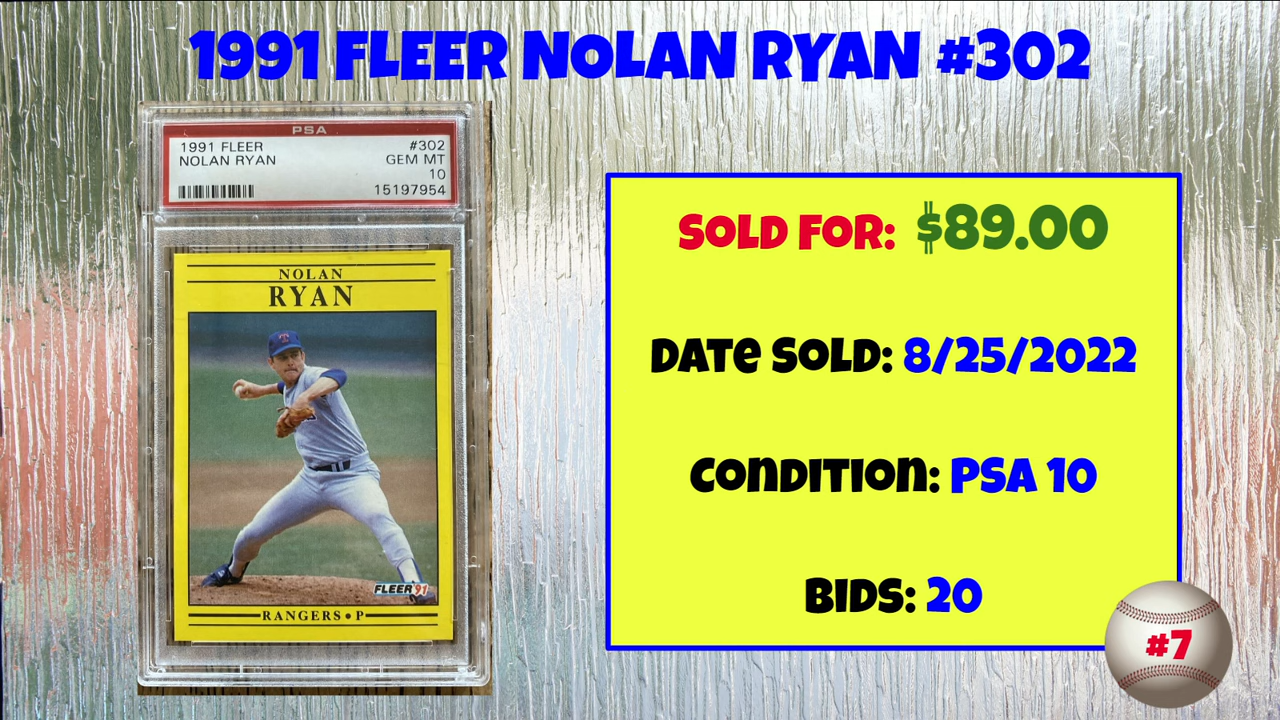 1991 FLEER NOLAN RYAN #302
PSA
1991 FLEER #302
NOLAN RYAN GEM MT
10
15197954
NOLAN
RYAN
FLEER '91
RANGERS • P
SOLD FOR: $89.00
DATE SOLD: 8/25/2022
CONDITION: PSA 10
BIDS: 20
#7